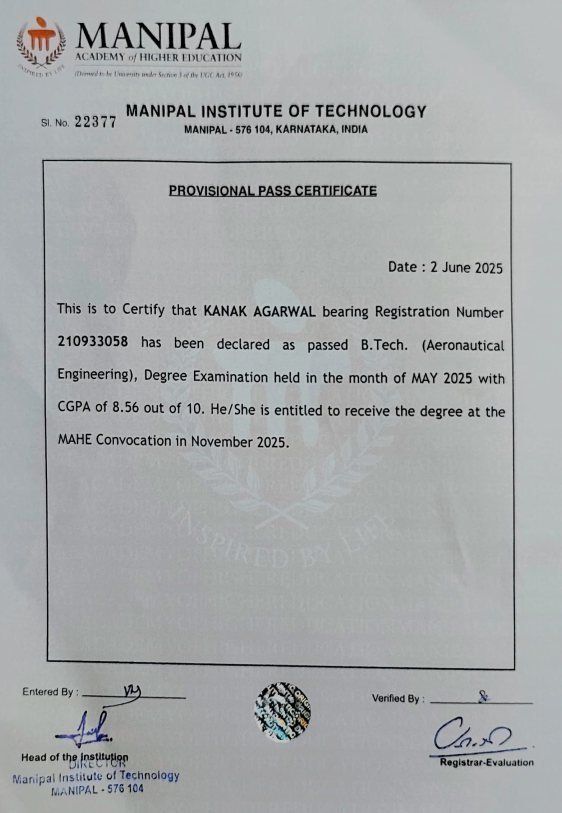 MANIPAL
ACADEMY of HIGHER EDUCATION
(Deemed to be University under Section 3 of the UGC Act, 1956)
INSPIRED BY LIFE
Sl. No. 22377
MANIPAL INSTITUTE OF TECHNOLOGY
MANIPAL - 576 104, KARNATAKA, INDIA
PROVISIONAL PASS CERTIFICATE
Date : 2 June 2025
This is to Certify that KANAK AGARWAL bearing Registration Number
210933058 has been declared as passed B.Tech. (Aeronautical
Engineering), Degree Examination held in the month of MAY 2025 with
CGPA of 8.56 out of 10. He/She is entitled to receive the degree at the
MAHE Convocation in November 2025.
INSPIRED BY LIFE
Entered By :
Verified By :
Head of the Institution
DIRECTOR
Manipal Institute of Technology
MANIPAL - 576 104
Registrar-Evaluation